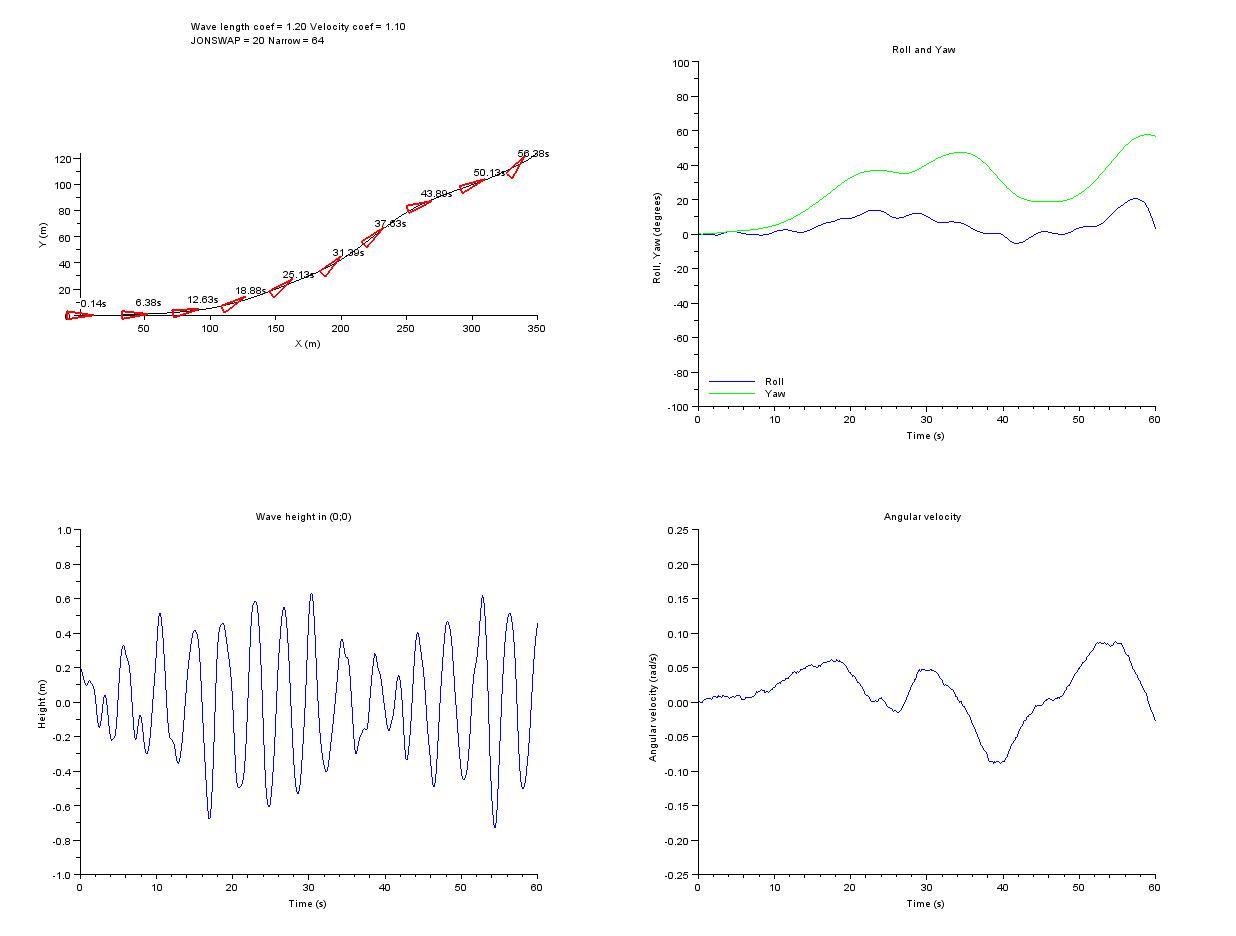 Wave length coef = 1.20 Velocity coef = 1.10
JONSWAP = 20 Narrow = 64
Y (m)
120
100
80
60
40
20
−0.14s
6.38s
12.63s
18.88s
25.13s
31.39s
37.63s
43.89s
50.13s
56.38s
50
100
150
200
250
300
350
X (m)
Roll and Yaw
Roll, Yaw (degrees)
100
80
60
40
20
0
-20
-40
-60
-80
-100
Roll
Yaw
0
10
20
30
40
50
60
Time (s)
Wave height in (0;0)
Height (m)
1.0
0.8
0.6
0.4
0.2
0.0
-0.2
-0.4
-0.6
-0.8
-1.0
0
10
20
30
40
50
60
Time (s)
Angular velocity
Angular velocity (rad/s)
0.25
0.20
0.15
0.10
0.05
0.00
-0.05
-0.10
-0.15
-0.20
-0.25
0
10
20
30
40
50
60
Time (s)